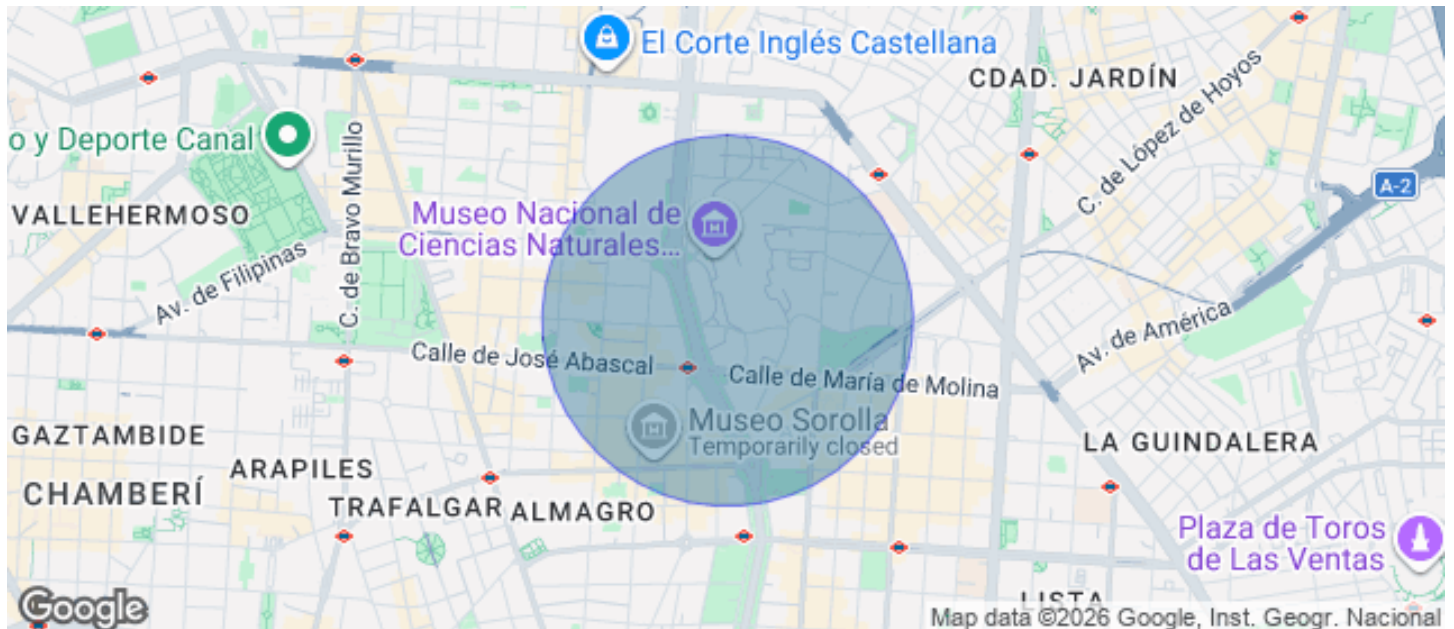 El Corte Inglés Castellana
CDAD. JARDÍN
C. de López de Hoyos
o y Deporte Canal
C. de Bravo Murillo
A-2
VALLEHERMOSO
Museo Nacional de
Ciencias Naturales...
Av. de Filipinas
Av. de América
Calle de José Abascal
Calle de María de Molina
Museo Sorolla
Temporarily closed
GAZTAMBIDE
ARAPILES
LA GUINDALERA
CHAMBERÍ
TRAFALGAR
ALMAGRO
Plaza de Toros
de Las Ventas
LISTA
Google
Map data ©2026 Google, Inst. Geogr. Nacional